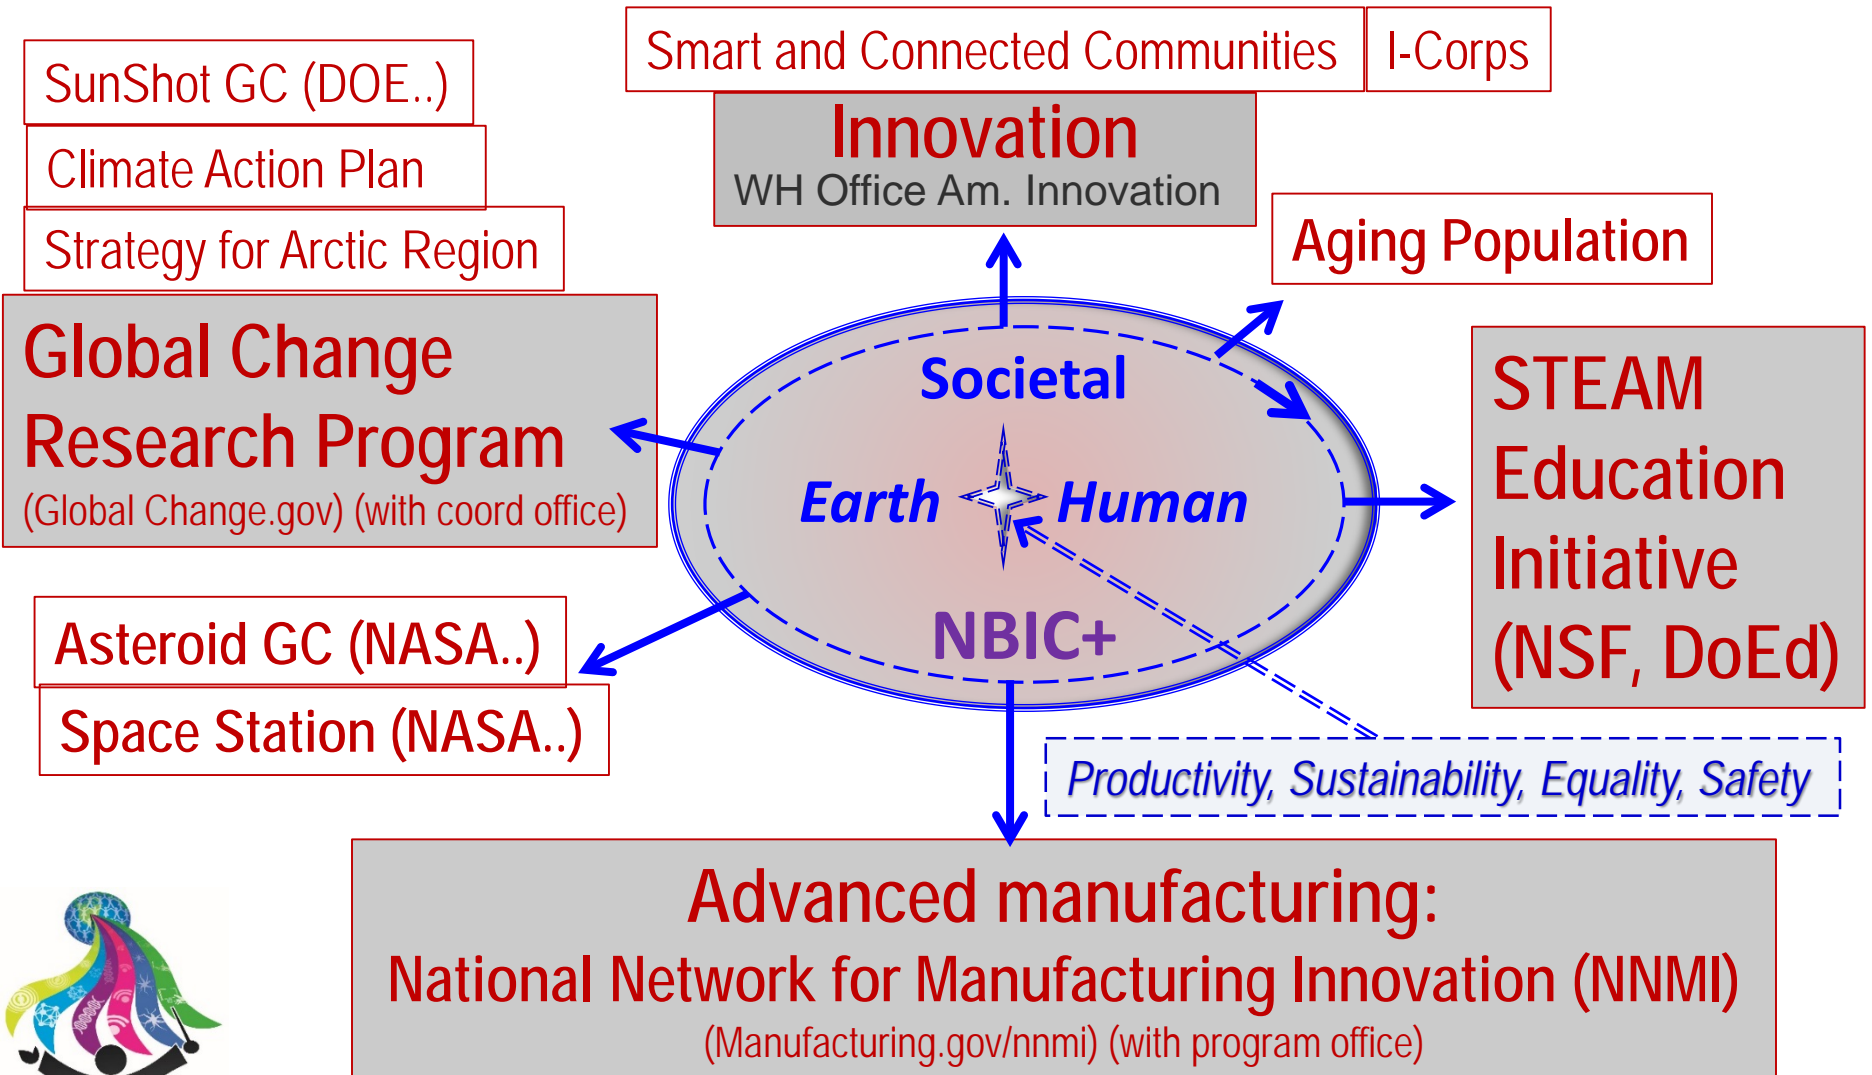 Smart and Connected Communities
I-Corps
SunShot GC (DOE..)
Climate Action Plan
Strategy for Arctic Region
Innovation
WH Office Am. Innovation
Aging Population
Global Change
Research Program
(Global Change.gov) (with coord office)
Societal
Earth
Human
NBIC+
STEAM
Education
Initiative
(NSF, DoEd)
Asteroid GC (NASA..)
Space Station (NASA..)
Productivity, Sustainability, Equality, Safety
Advanced manufacturing:
National Network for Manufacturing Innovation (NNMI)
(Manufacturing.gov/nnmi) (with program office)